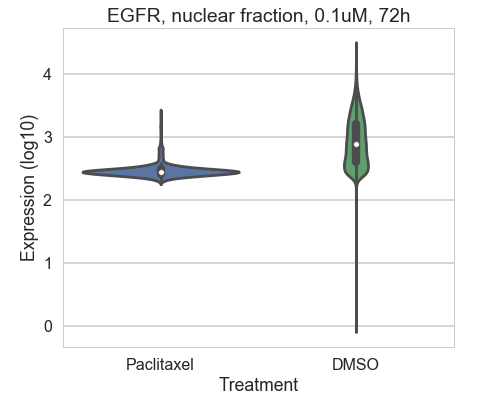 EGFR, nuclear fraction, 0.1uM, 72h
Expression (log10)
4
3
2
1
0
Paclitaxel DMSO
Treatment